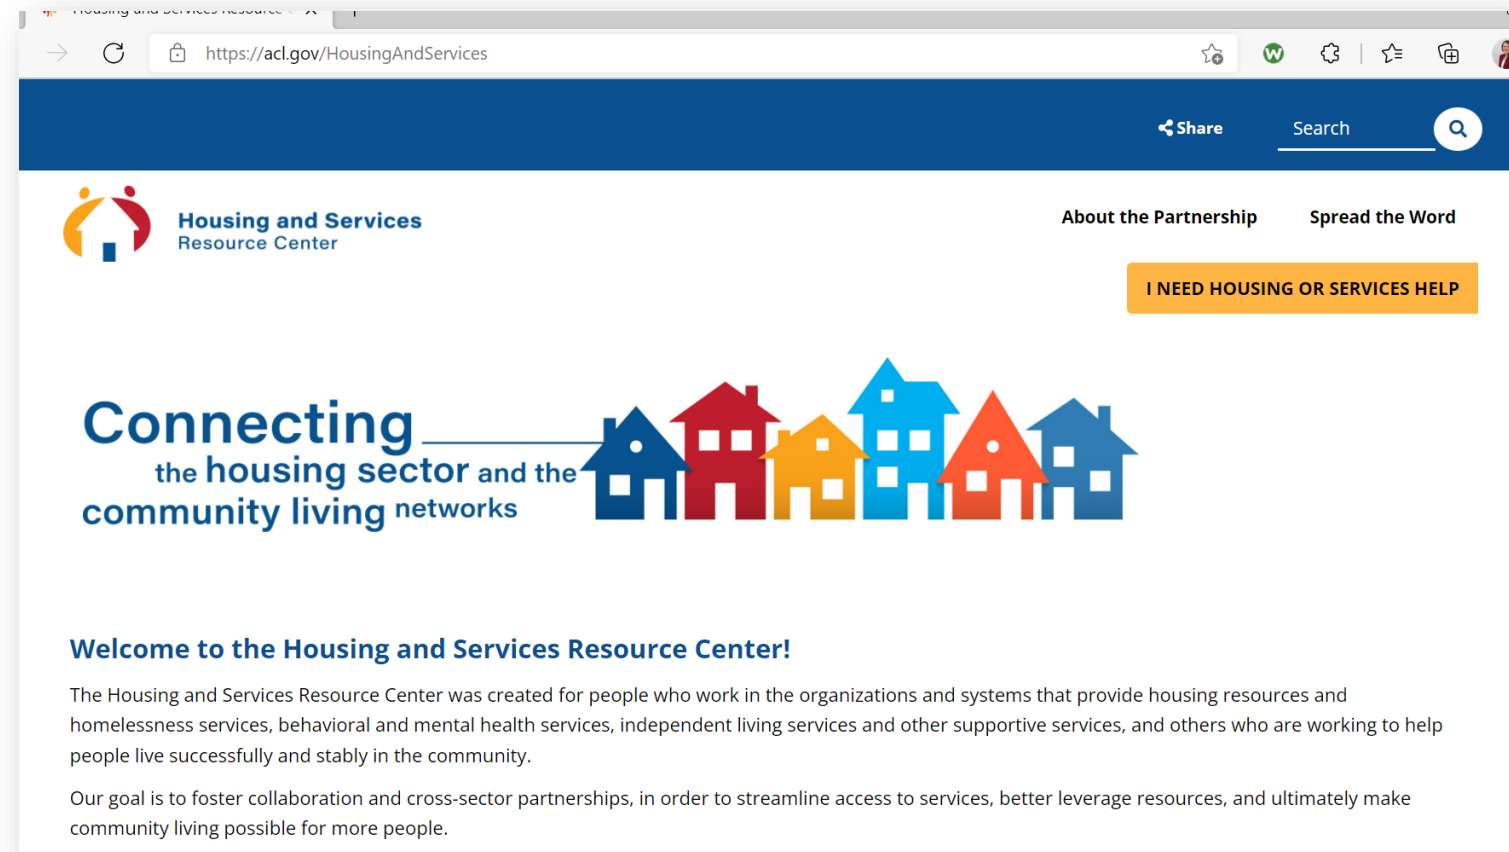 Housing and Services Resource
https://acl.gov/HousingAndServices
Share
Search
Housing and Services
Resource Center
About the Partnership
Spread the Word
I NEED HOUSING OR SERVICES HELP
Connecting
the housing sector and the
community living networks
Welcome to the Housing and Services Resource Center!
The Housing and Services Resource Center was created for people who work in the organizations and systems that provide housing resources and
homelessness services, behavioral and mental health services, independent living services and other supportive services, and others who are working to help
people live successfully and stably in the community.
Our goal is to foster collaboration and cross-sector partnerships, in order to streamline access to services, better leverage resources, and ultimately make
community living possible for more people.